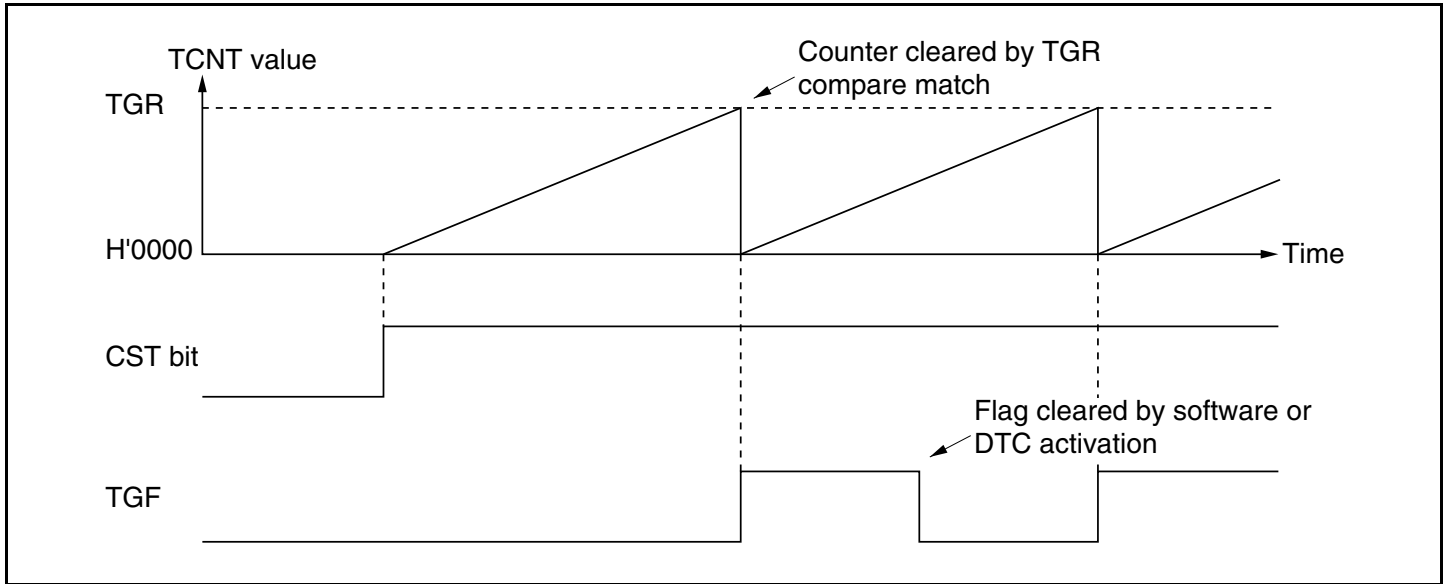 TCNT value
Counter cleared by TGR
compare match
TGR
H'0000
Time
CST bit
Flag cleared by software or
DTC activation
TGF